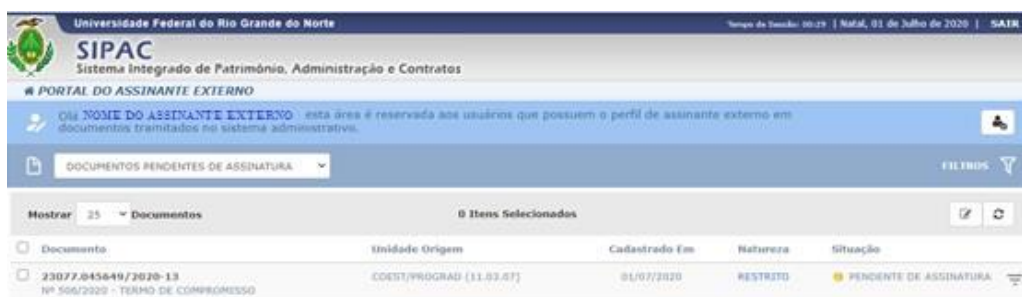 Universidade Federal do Rio Grande do Norte Tempo de Sessão: 00:29 | Natal, 01 de Julho de 2020 | SAIR
SIPAC
Sistema Integrado de Patrimônio, Administração e Contratos
PORTAL DO ASSINANTE EXTERNO
Olá NOME DO ASSINANTE EXTERNO esta área é reservada aos usuários que possuem o perfil de assinante externo em
documentos tramitados no sistema administrativo.
DOCUMENTOS PENDENTES DE ASSINATURA FILTROS
Mostrar 25 Documentos 0 Itens Selecionados
Documento Unidade Origem Cadastrado Em Natureza Situação
23077.045649/2020-13 COEST/PROGRAD (11.03.07) 01/07/2020 RESTRITO PENDENTE DE ASSINATURA
Nº 506/2020 - TERMO DE COMPROMISSO